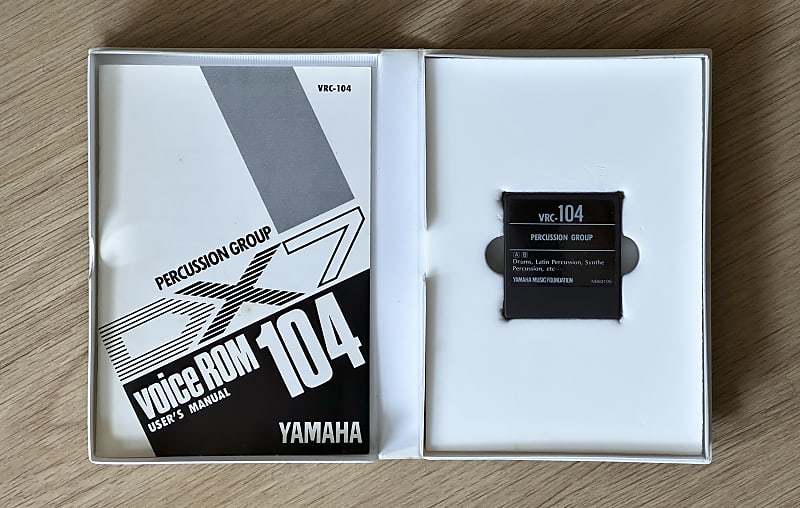 VRC-104
PERCUSSION GROUP
DX7
Voice ROM 104
USER'S MANUAL
YAMAHA
VRC-104
PERCUSSION GROUP
A B
Drums, Latin Percussion, Synthe
Percussion, etc
YAMAHA MUSIC FOUNDATION